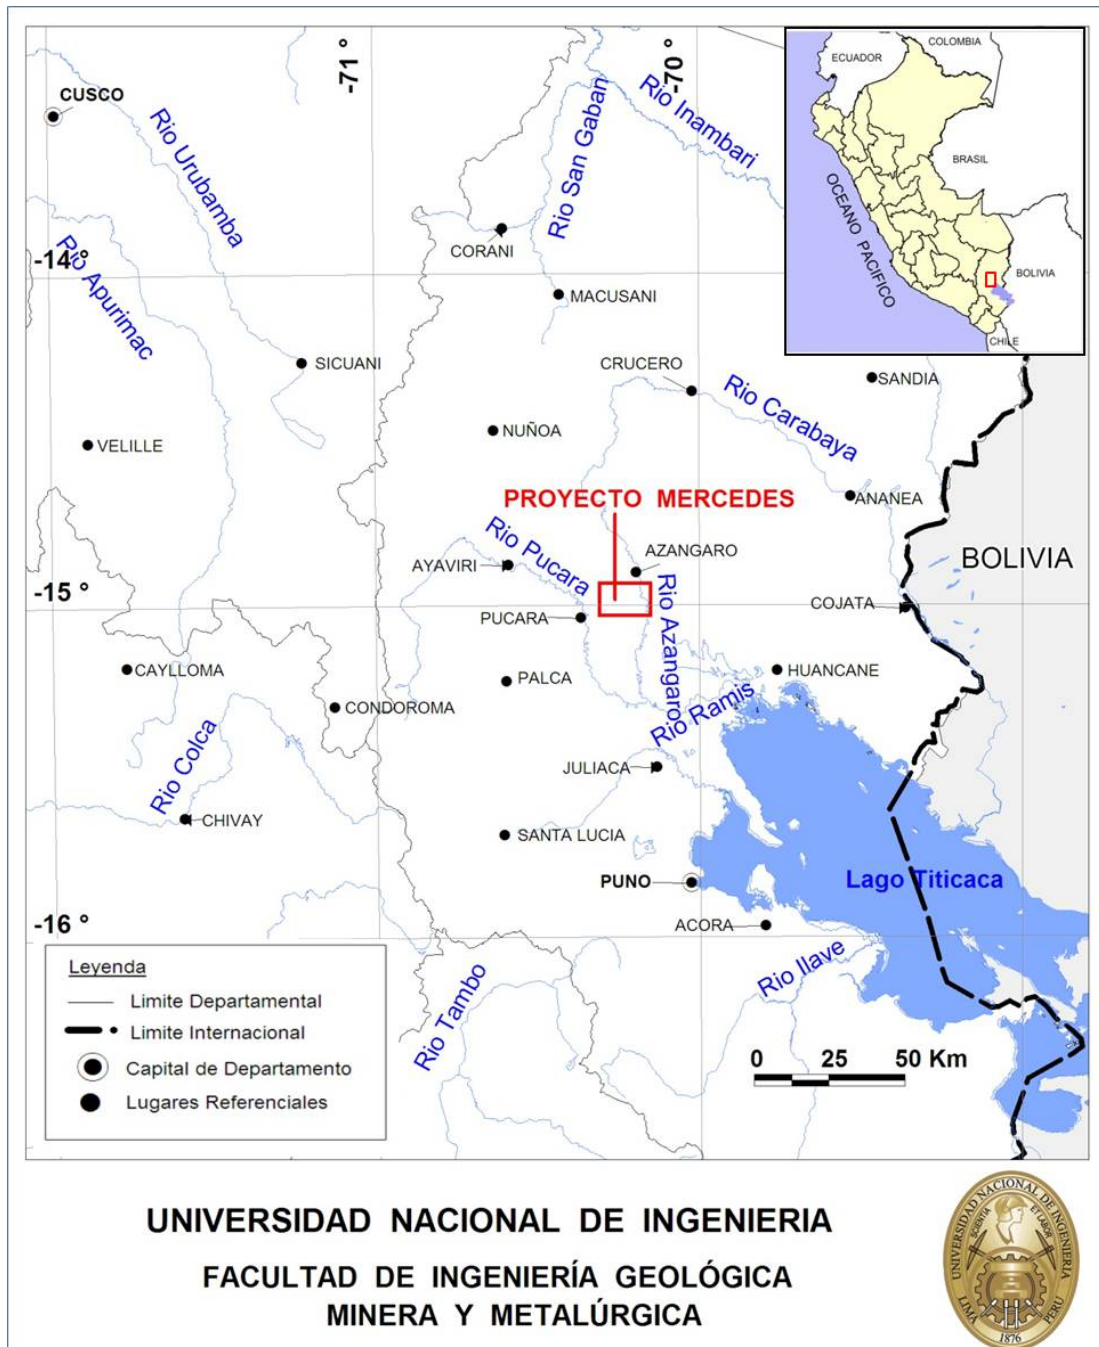 -71 °
-70 °
COLOMBIA
ECUADOR
BRASIL
OCEANO PACIFICO
BOLIVIA
CHILE
CUSCO
Rio Urubamba
Rio San Gaban
Rio Inambari
Rio Apurimac
CORANI
-14°
MACUSANI
SICUANI
CRUCERO
SANDIA
Rio Carabaya
NUÑOA
VELILLE
PROYECTO MERCEDES
ANANEA
Rio Pucara
AZANGARO
BOLIVIA
AYAVIRI
-15 °
COJATA
PUCARA
Rio Azangaro
CAYLLOMA
PALCA
HUANCANE
CONDOROMA
Rio Ramis
Rio Colca
JULIACA
CHIVAY
SANTA LUCIA
PUNO
Lago Titicaca
-16 °
ACORA
Rio Ilave
Rio Tambo
Leyenda
Limite Departamental
Limite Internacional
Capital de Departamento
Lugares Referenciales
0 25 50 Km
UNIVERSIDAD NACIONAL DE INGENIERIA
FACULTAD DE INGENIERÍA GEOLÓGICA
MINERA Y METALÚRGICA
UNIVERSIDAD NACIONAL DE INGENIERIA
SCIENTIA ET LABOR
LIMA PERU
1876